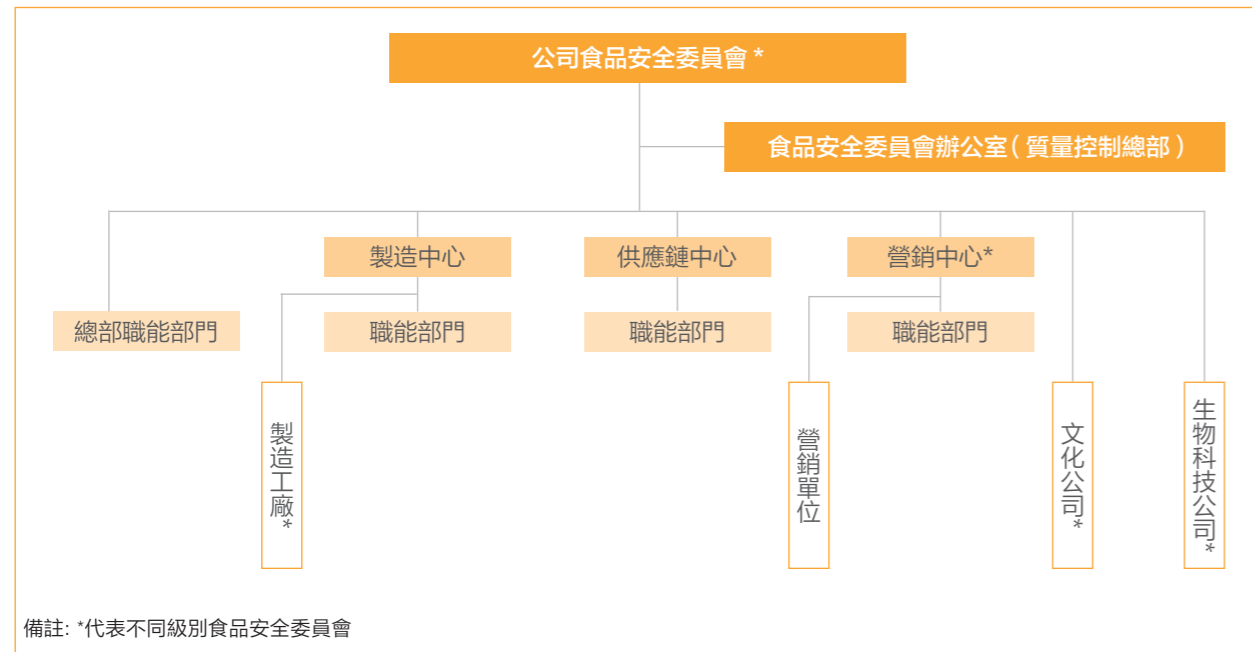 公司食品安全委員會 *
食品安全委員會辦公室 ( 質量控制總部 )
製造中心
供應鏈中心
營銷中心*
總部職能部門
職能部門
職能部門
職能部門
製造工廠*
營銷單位
文化公司*
生物科技公司*
備註: *代表不同級別食品安全委員會